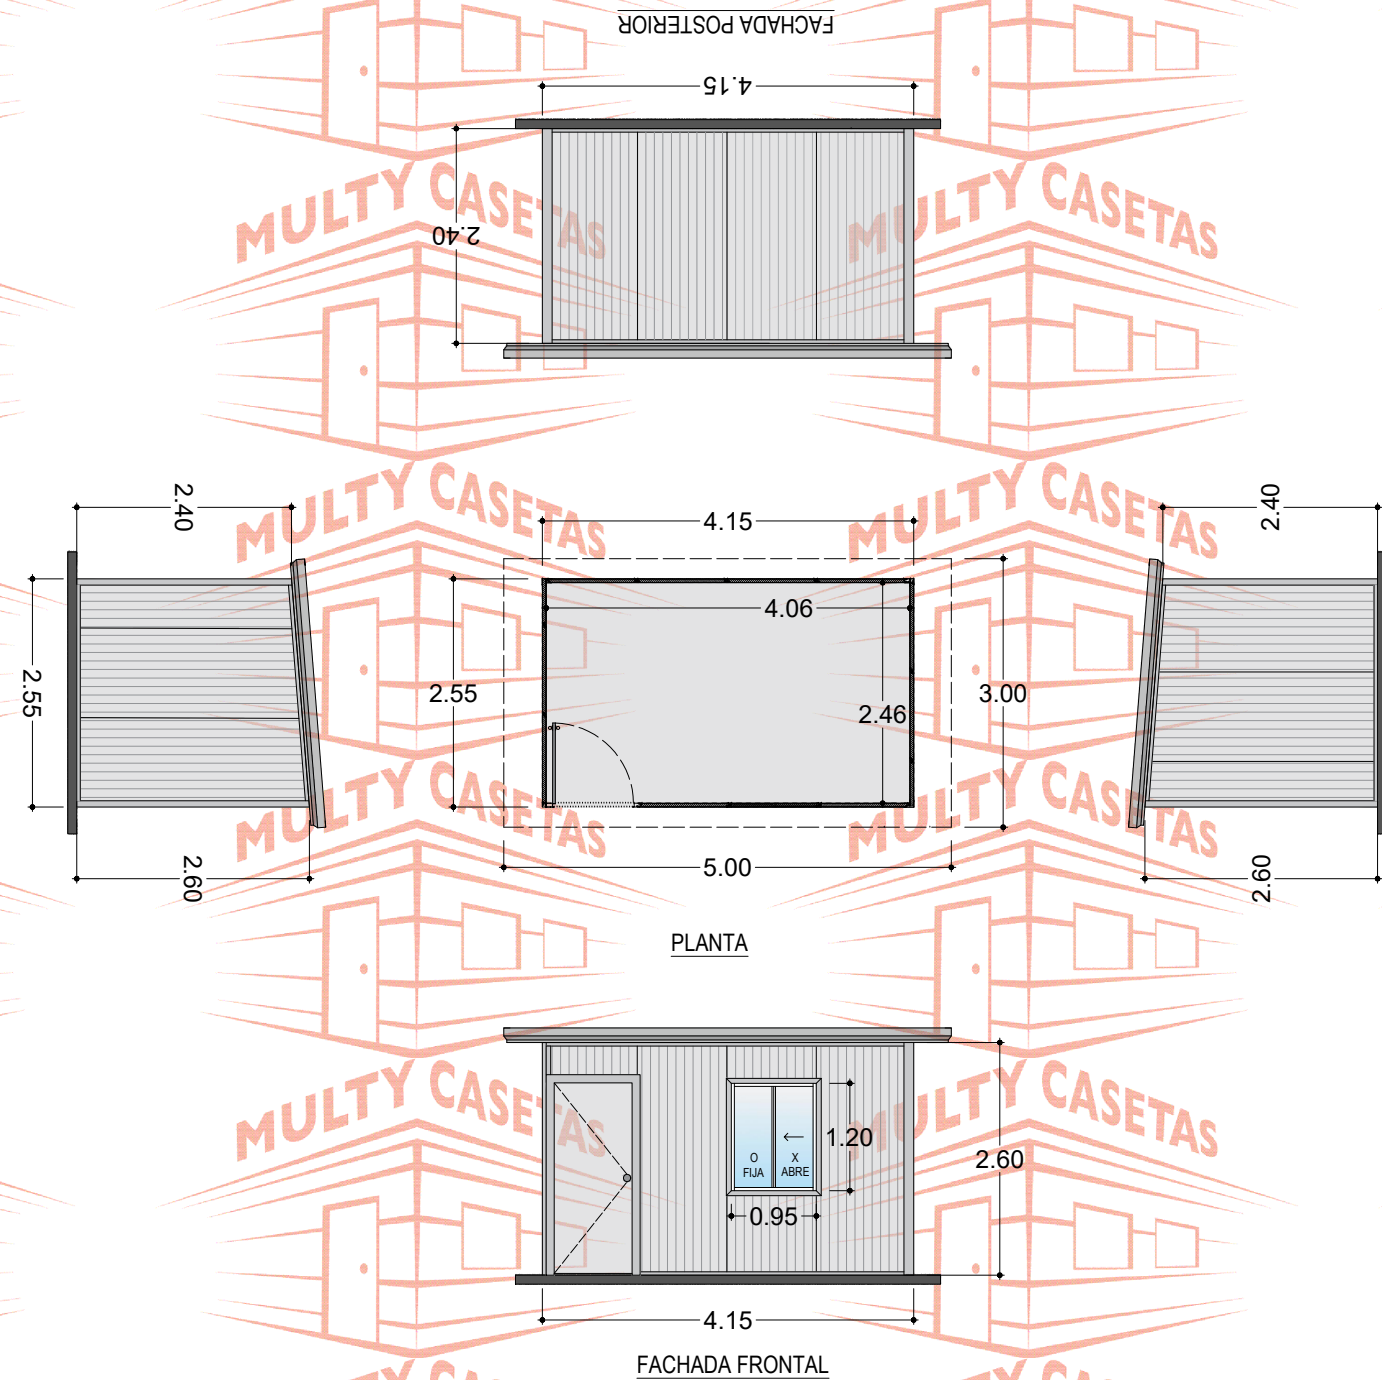 FACHADA POSTERIOR
4.15
2.40
MULTY CASETAS
MULTY CASETAS
2.40
2.40
MULTY CASETAS
MULTY CASETAS
4.15
4.06
2.55
2.55
2.46
3.00
MULTY CASETAS
MULTY CASETAS
2.60
5.00
2.60
PLANTA
MULTY CASETAS
MULTY CASETAS
1.20
O
FIJA
X
ABRE
2.60
0.95
4.15
FACHADA FRONTAL